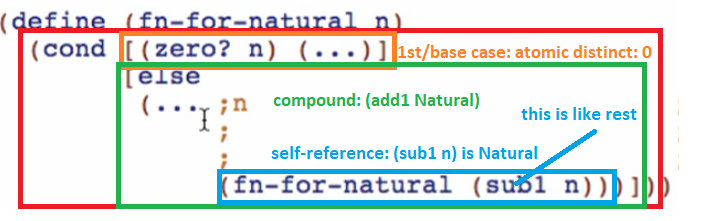 (define (fn-for-natural n)
(cond [(zero? n) (...)] 1st/base case: atomic distinct: 0
[else
(... ;n compound: (add1 Natural)
; this is like rest
; self-reference: (sub1 n) is Natural
(fn-for-natural (sub1 n)))]))